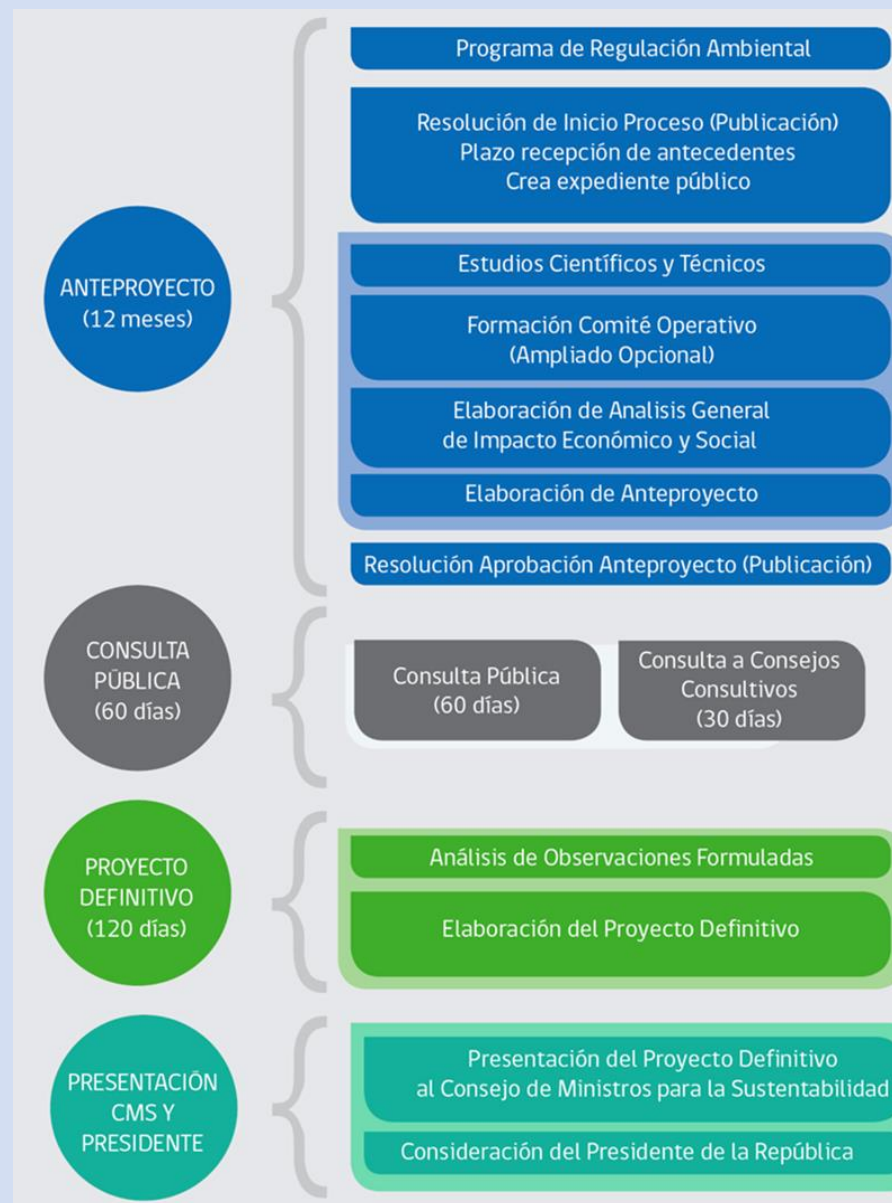 Programa de Regulación Ambiental
Resolución de Inicio Proceso (Publicación)
Plazo recepción de antecedentes
Crea expediente público
ANTEPROYECTO
(12 meses)
Estudios Científicos y Técnicos
Formación Comité Operativo
(Ampliado Opcional)
Elaboración de Analisis General
de Impacto Económico y Social
Elaboración de Anteproyecto
Resolución Aprobación Anteproyecto (Publicación)
CONSULTA
PÚBLICA
(60 días)
Consulta Pública
(60 días)
Consulta a Consejos
Consultivos
(30 días)
PROYECTO
DEFINITIVO
(120 días)
Análisis de Observaciones Formuladas
Elaboración del Proyecto Definitivo
PRESENTACIÓN
CMS Y
PRESIDENTE
Presentación del Proyecto Definitivo
al Consejo de Ministros para la Sustentabilidad
Consideración del Presidente de la República